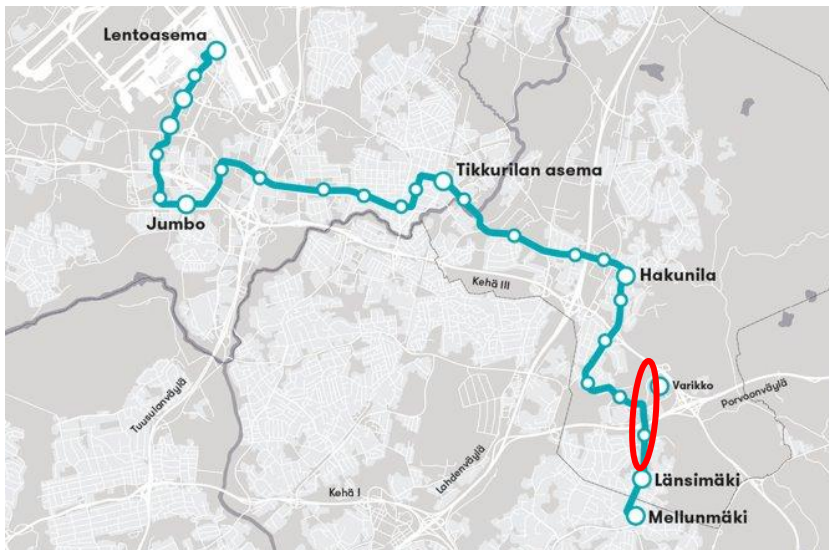 Lentoasema
Tikkurilan asema
Jumbo
Hakunila
Kehä III
Varikko
Porvoonväylä
Tuusulanväylä
Lahdenväylä
Länsimäki
Kehä I
Mellunmäki